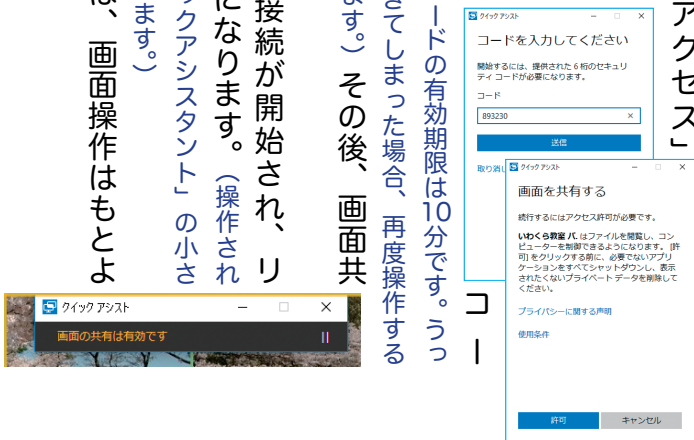 アクセス」
クイック アシスト
コードを入力してください
開始するには、提供された 6 桁のセキュリ
ティ コードが必要になります。
コード
893230
送信
取り消し
クイック アシスト
画面を共有する
続行するにはアクセス許可が必要です。
いわくら教室 パ. はファイルを閲覧し、コン
ピューターを制御できるようになります。 [許
可] をクリックする前に、必要でないアプリ
ケーションをすべてシャットダウンし、表示
されたくないプライベート データを削除して
ください。
プライバシーに関する声明
使用条件
許可
キャンセル
コー
ードの有効期限は10分です。うっ
きてしまった場合、再度操作する
ます。）その後、画面共
接続が開始され、リ
になります。（操作され
ックアシスタント」の小さ
ます。）
は、画面操作はもとよ
クイック アシスト
画面の共有は有効です